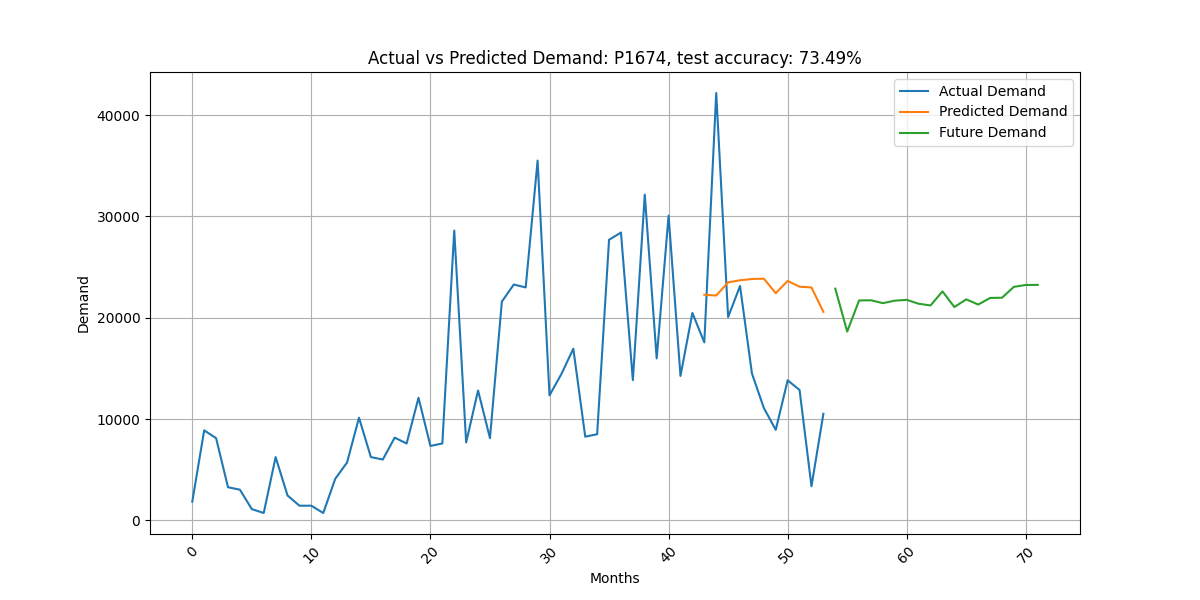 Actual vs Predicted Demand: P1674, test accuracy: 73.49%
Actual Demand
Predicted Demand
Future Demand
Demand
40000
30000
20000
10000
0
0 10 20 30 40 50 60 70
Months